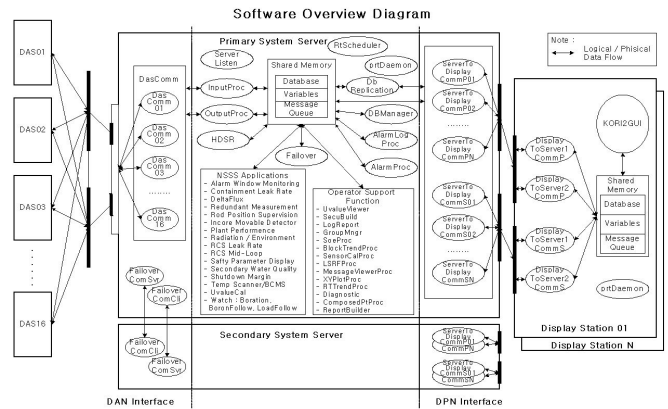 Software Overview Diagram
Primary System Server
DAS01
DAS02
DAS03
DAS16
DasComm
Das
Comm
01
Das
Comm
02
Das
Comm
03
........
Das
Comm
16
Server
Listen
RtScheduler
prtDaemon
InputProc
OutputProc
HDSR
Shared Memory
Database
Variables
Message
Queue
Db
Replication
DBManager
AlarmLog
Proc
AlarmProc
Failover
NSSS Applications
- Alarm Window Monitoring
- Containment Leak Rate
- DeltaFlux
- Redundant Measurement
- Rod Position Supervision
- Incore Movable Detector
- Plant Performence
- Radiation / Environment
- RCS Leak Rate
- RCS Mid-Loop
- Safty Parameter Display
- Secondary Water Quality
- Shutdown Margin
- Temp Scanner/BCMS
- UvalueCal
- Watch : Boration,
BoronFollow, LoadFollow
Operator Support
Function
- UvalueViewer
- SecuBuild
- LogReport
- GroupMngr
- SoeProc
- BlockTrendProc
- SensorCalProc
- LSRFProc
- MessageViewerProc
- XYPlotProc
- RTTrendProc
- Diagnostic
- ComposedPtProc
- ReportBuilder
ServerTo
Display
CommP01
ServerTo
Display
CommP02
........
ServerTo
Display
CommPN
ServerTo
Display
CommS01
ServerTo
Display
CommS02
........
ServerTo
Display
CommSN
Note :
Logical / Phisical
Data Flow
Display
ToServer1
CommP
Display
ToServer2
CommP
Display
ToServer1
CommS
Display
ToServer2
CommS
KORI2GUI
Shared
Memory
Database
Variables
Message
Queue
prtDaemon
Display Station 01
Display Station N
Failover
ComSvr
Failover
ComCli
Failover
ComCli
Failover
ComSvr
Secondary System Server
ServerTo
Display
CommP01
CommPN
ServerTo
Display
CommS01
CommSN
DAN Interface
DPN Interface